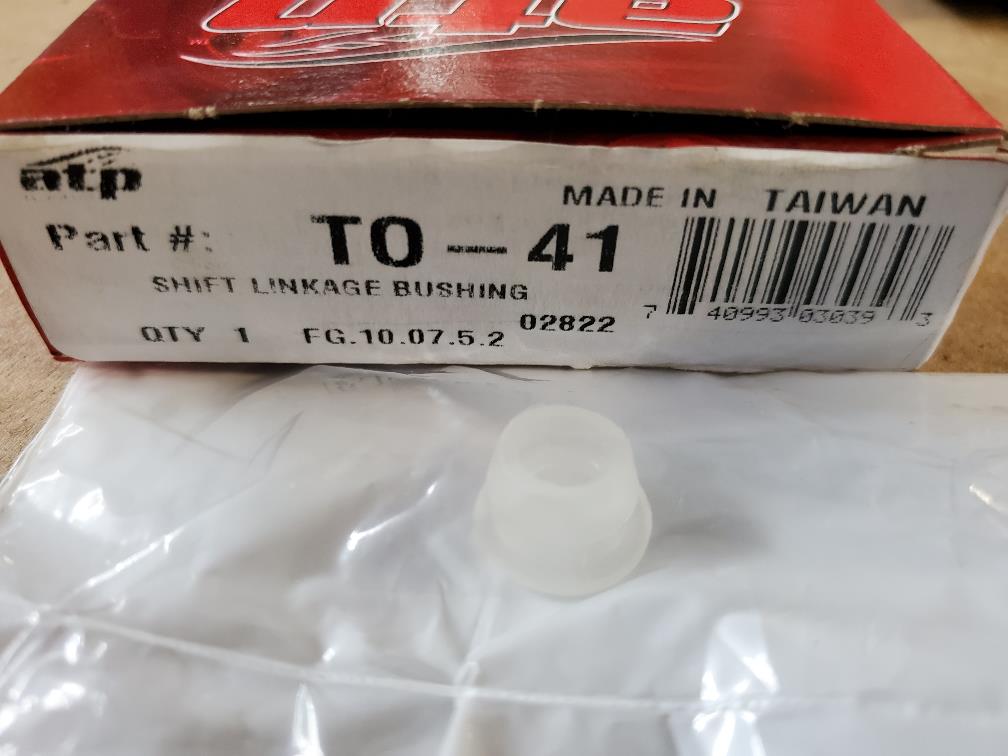 atp
MADE IN TAIWAN
Part #: TO-41
SHIFT LINKAGE BUSHING
QTY 1 FG.10.07.5.2 02822
7 40993 03039 3